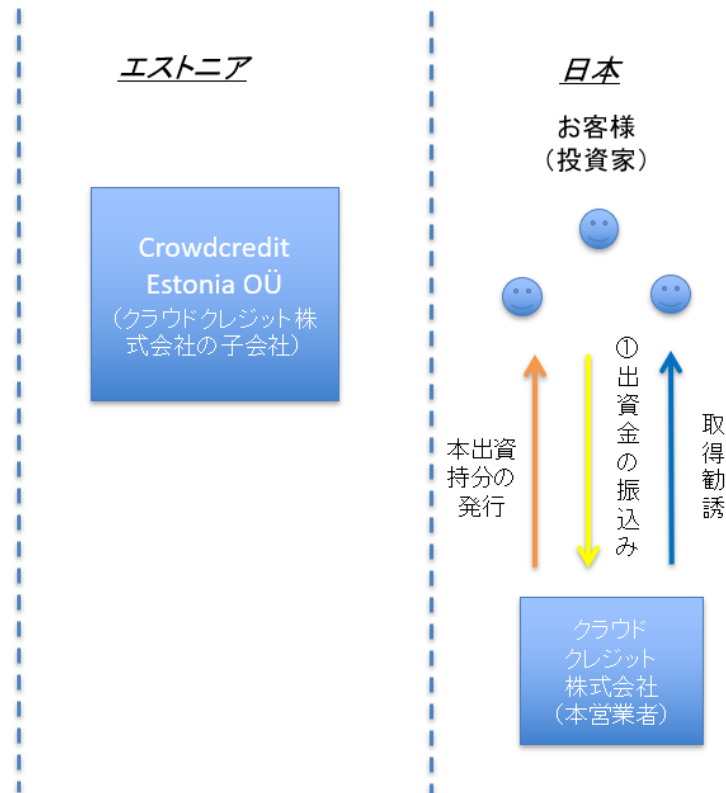 エストニア
Crowdcredit
Estonia OÜ
(クラウドクレジット株
式会社の子会社)
日本
お客様
(投資家)
本出資
持分の
発行
①出資金の振込み
取得勧誘
クラウド
クレジット
株式会社
(本営業者)